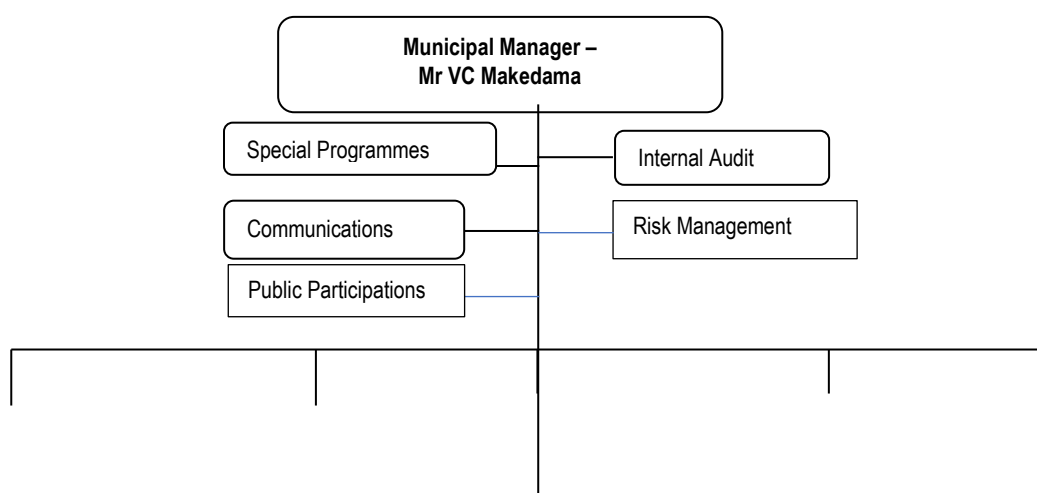 Municipal Manager –
Mr VC Makedama
Special Programmes
Internal Audit
Communications
Risk Management
Public Participations